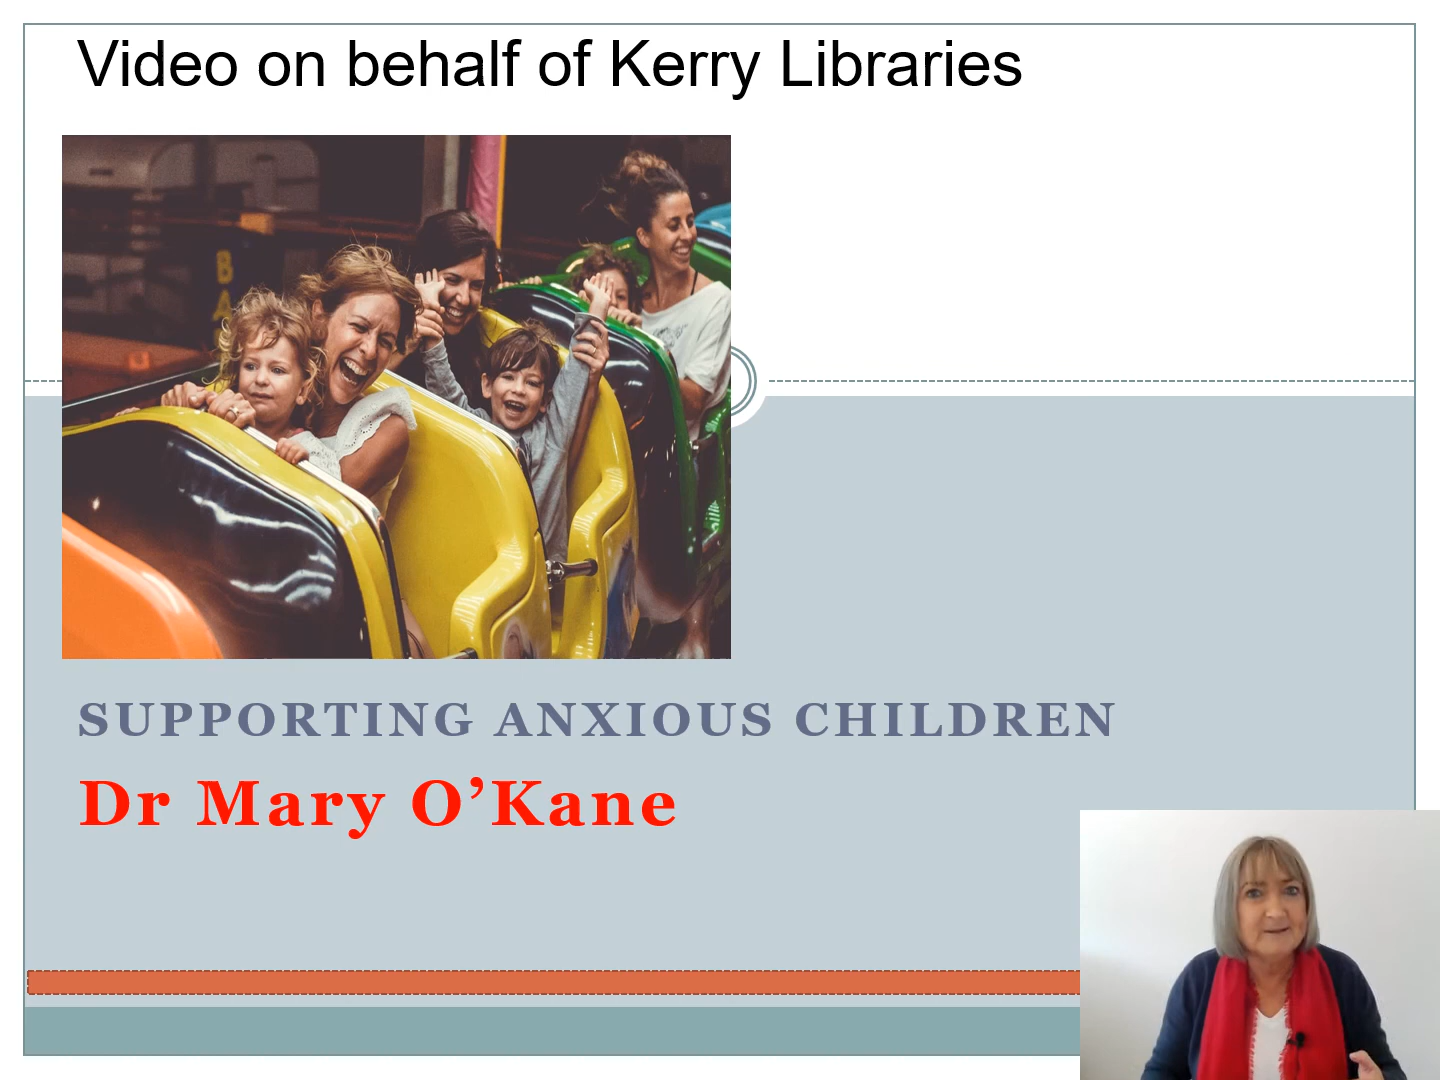 Video on behalf of Kerry Libraries
SUPPORTING ANXIOUS CHILDREN
Dr Mary O’Kane